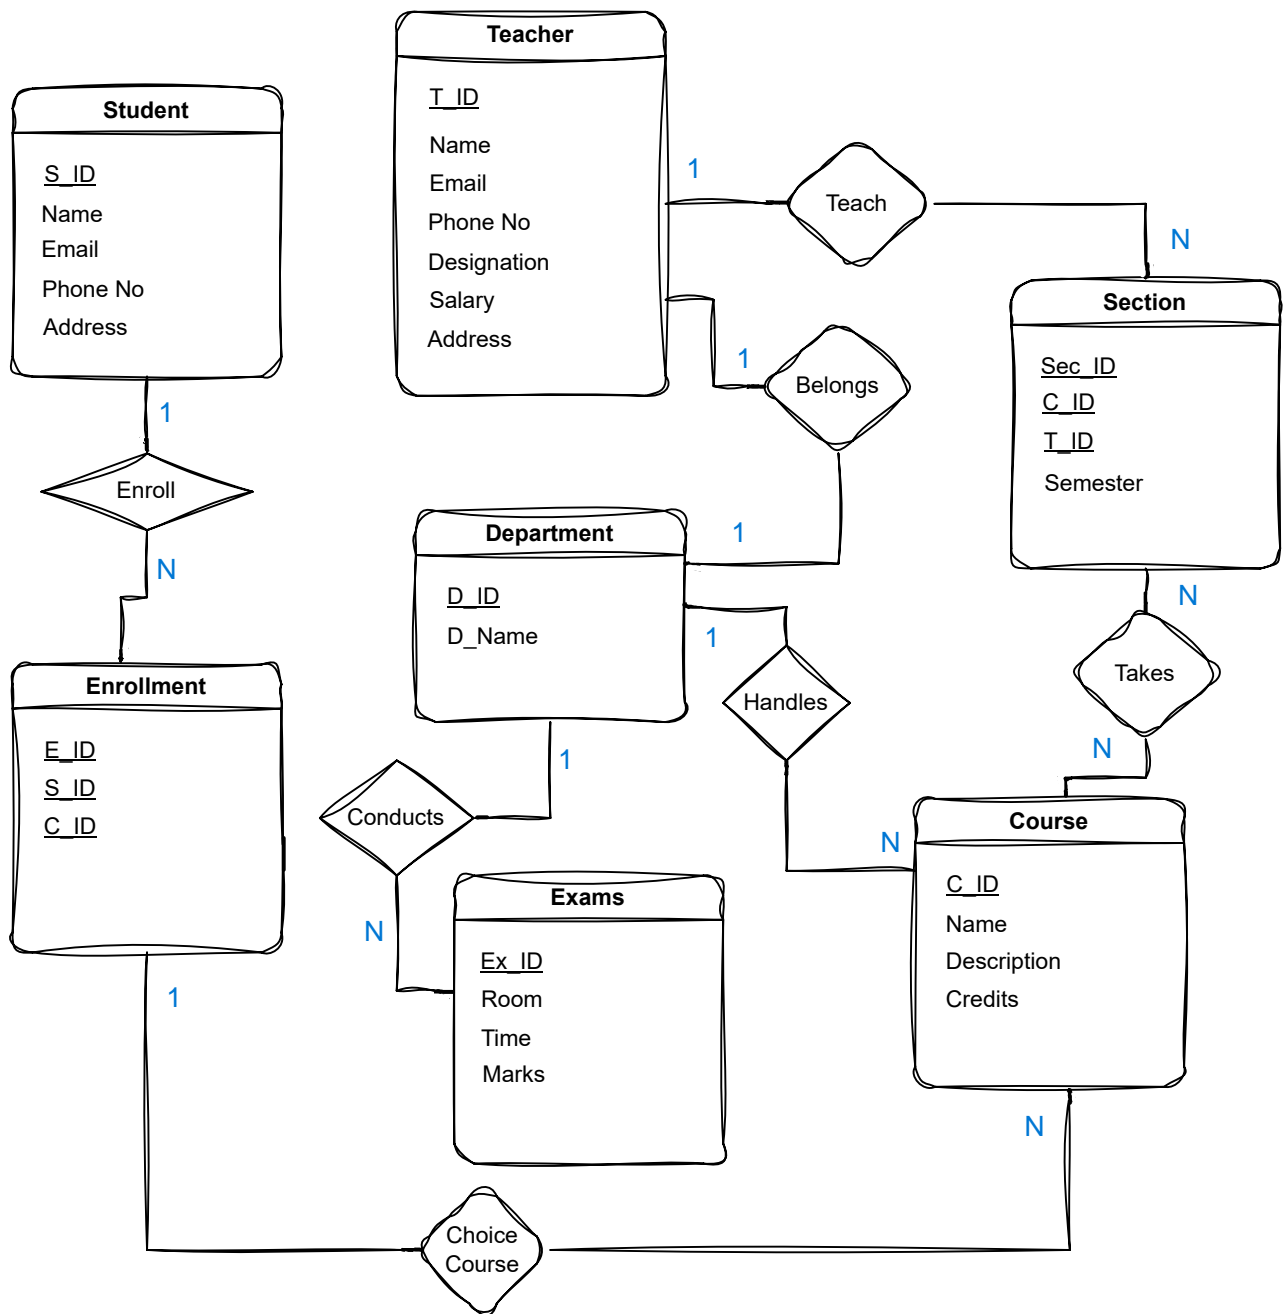 Teacher
T_ID
Name
Email
Phone No
Designation
Salary
Address
Student
S_ID
Name
Email
Phone No
Address
1
Teach
N
Section
Sec_ID
C_ID
T_ID
Semester
1
Belongs
1
1
Enroll
N
Department
D_ID
D_Name
1
Handles
N
N
Takes
N
Enrollment
E_ID
S_ID
C_ID
1
Conducts
N
Course
C_ID
Name
Description
Credits
Exams
Ex_ID
Room
Time
Marks
1
N
Choice
Course